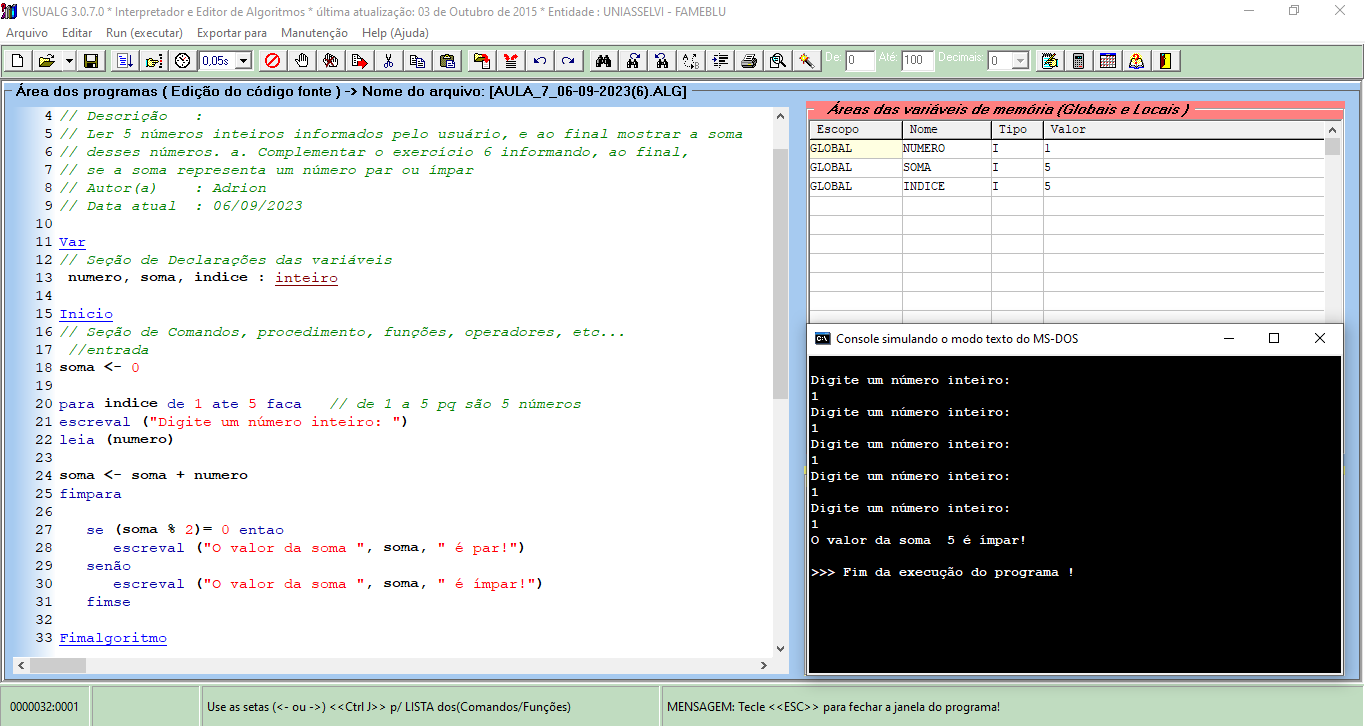 VISUALG 3.0.7.0 * Interpretador e Editor de Algoritmos * última atualização: 03 de Outubro de 2015 * Entidade : UNIASSELVI - FAMEBLU
Arquivo Editar Run (executar) Exportar para Manutenção Help (Ajuda)
0,05s De: 0 Até: 100 Decimais: 0
Área dos programas ( Edição do código fonte ) -> Nome do arquivo: [AULA_7_06-09-2023(6).ALG]
4 // Descrição :
5 // Ler 5 números inteiros informados pelo usuário, e ao final mostrar a soma
6 // desses números. a. Complementar o exercício 6 informando, ao final,
7 // se a soma representa um número par ou ímpar
8 // Autor(a) : Adrion
9 // Data atual : 06/09/2023
10
11 Var
12 // Seção de Declarações das variáveis
13 numero, soma, indice : inteiro
14
15 Inicio
16 // Seção de Comandos, procedimento, funções, operadores, etc...
17 //entrada
18 soma <- 0
19
20 para indice de 1 ate 5 faca // de 1 a 5 pq são 5 números
21 escreval ("Digite um número inteiro: ")
22 leia (numero)
23
24 soma <- soma + numero
25 fimpara
26
27 se (soma % 2)= 0 entao
28 escreval ("O valor da soma ", soma, " é par!")
29 senão
30 escreval ("O valor da soma ", soma, " é ímpar!")
31 fimse
32
33 Fimalgoritmo
Áreas das variáveis de memória (Globais e Locais )
Escopo Nome Tipo Valor
GLOBAL NUMERO I 1
GLOBAL SOMA I 5
GLOBAL INDICE I 5
Console simulando o modo texto do MS-DOS
Digite um número inteiro:
1
Digite um número inteiro:
1
Digite um número inteiro:
1
Digite um número inteiro:
1
Digite um número inteiro:
1
O valor da soma  5 é ímpar!
>>> Fim da execução do programa !
0000032:0001
Use as setas (<- ou ->) <<Ctrl J>> p/ LISTA dos(Comandos/Funções)
MENSAGEM: Tecle <<ESC>> para fechar a janela do programa!